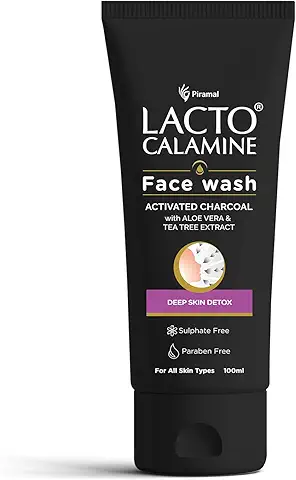 Piramal
LACTO®
CALAMINE
Face wash
ACTIVATED CHARCOAL
with ALOE VERA &
TEA TREE EXTRACT
DEEP SKIN DETOX
Sulphate Free
Paraben Free
For All Skin Types 100ml